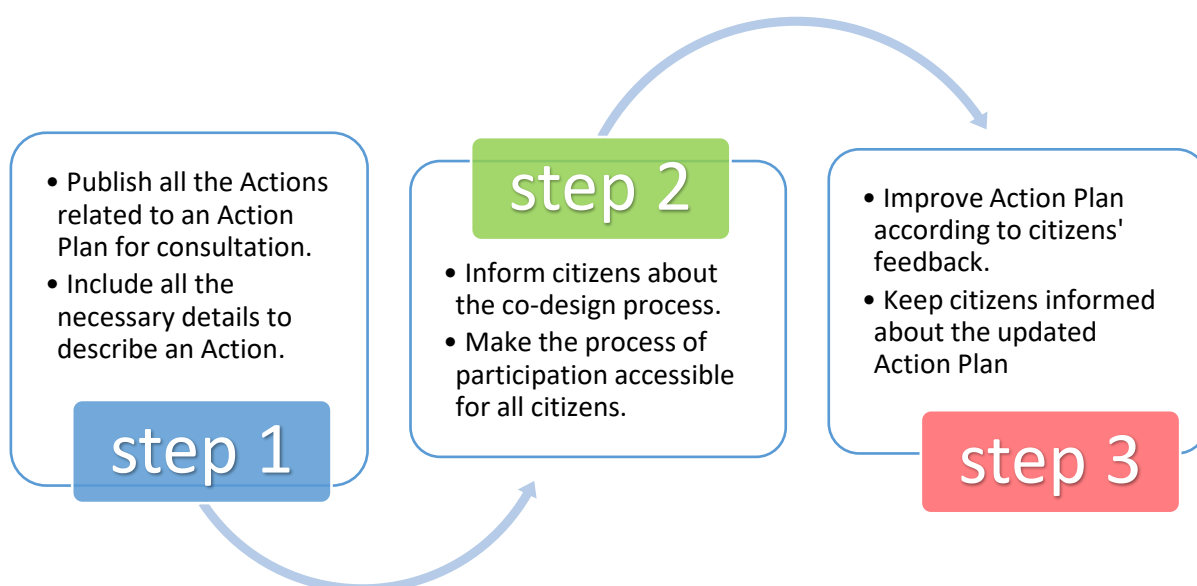 • Publish all the Actions
related to an Action
Plan for consultation.
• Include all the
necessary details to
describe an Action.
step 1
step 2
• Inform citizens about
the co-design process.
• Make the process of
participation accessible
for all citizens.
• Improve Action Plan
according to citizens'
feedback.
• Keep citizens informed
about the updated
Action Plan
step 3